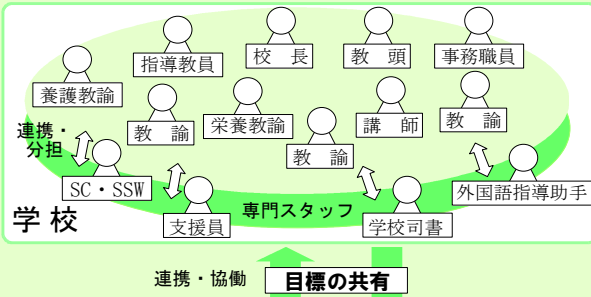 校 長
教 頭
事務職員
指導教員
養護教諭
教 諭
栄養教諭
講 師
教 諭
教 諭
連携・
分担
SC・SSW
外国語指導助手
専門スタッフ
支援員
学校司書
学 校
連携・協働
目標の共有